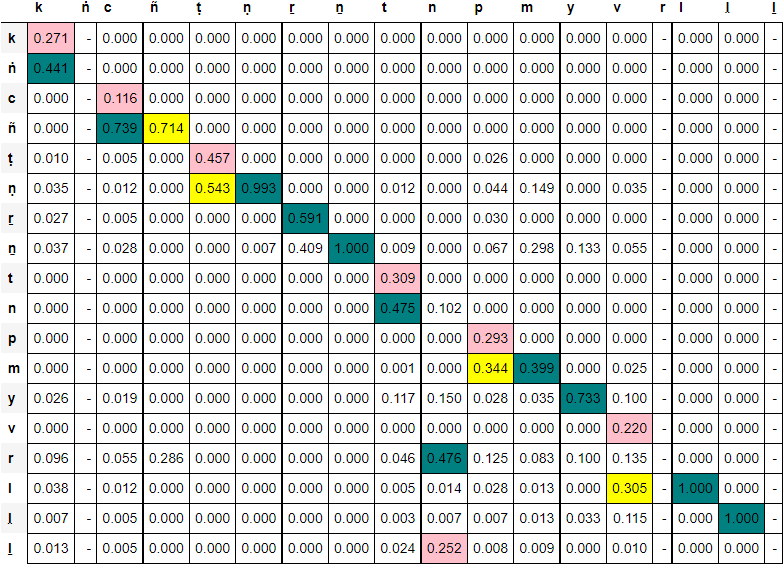 k ṅ c ñ ṭ ṇ ṟ ṉ t n p m y v r l ḷ ḻ
k 0.271 - 0.000 0.000 0.000 0.000 0.000 0.000 0.000 0.000 0.000 0.000 0.000 0.000 - 0.000 0.000 -
ṅ 0.441 - 0.000 0.000 0.000 0.000 0.000 0.000 0.000 0.000 0.000 0.000 0.000 0.000 - 0.000 0.000 -
c 0.000 - 0.116 0.000 0.000 0.000 0.000 0.000 0.000 0.000 0.000 0.000 0.000 0.000 - 0.000 0.000 -
ñ 0.000 - 0.739 0.714 0.000 0.000 0.000 0.000 0.000 0.000 0.000 0.000 0.000 0.000 - 0.000 0.000 -
ṭ 0.010 - 0.005 0.000 0.457 0.000 0.000 0.000 0.000 0.000 0.026 0.000 0.000 0.000 - 0.000 0.000 -
ṇ 0.035 - 0.012 0.000 0.543 0.993 0.000 0.000 0.012 0.000 0.044 0.149 0.000 0.035 - 0.000 0.000 -
ṟ 0.027 - 0.005 0.000 0.000 0.000 0.591 0.000 0.000 0.000 0.030 0.000 0.000 0.000 - 0.000 0.000 -
ṉ 0.037 - 0.028 0.000 0.000 0.007 0.409 1.000 0.009 0.000 0.067 0.298 0.133 0.055 - 0.000 0.000 -
t 0.000 - 0.000 0.000 0.000 0.000 0.000 0.000 0.309 0.000 0.000 0.000 0.000 0.000 - 0.000 0.000 -
n 0.000 - 0.000 0.000 0.000 0.000 0.000 0.000 0.475 0.102 0.000 0.000 0.000 0.000 - 0.000 0.000 -
p 0.000 - 0.000 0.000 0.000 0.000 0.000 0.000 0.000 0.000 0.293 0.000 0.000 0.000 - 0.000 0.000 -
m 0.000 - 0.000 0.000 0.000 0.000 0.000 0.000 0.001 0.000 0.344 0.399 0.000 0.025 - 0.000 0.000 -
y 0.026 - 0.019 0.000 0.000 0.000 0.000 0.000 0.117 0.150 0.028 0.035 0.733 0.100 - 0.000 0.000 -
v 0.000 - 0.000 0.000 0.000 0.000 0.000 0.000 0.000 0.000 0.000 0.000 0.000 0.220 - 0.000 0.000 -
r 0.096 - 0.055 0.286 0.000 0.000 0.000 0.000 0.046 0.476 0.125 0.083 0.100 0.135 - 0.000 0.000 -
l 0.038 - 0.012 0.000 0.000 0.000 0.000 0.000 0.005 0.014 0.028 0.013 0.000 0.305 - 1.000 0.000 -
ḷ 0.007 - 0.005 0.000 0.000 0.000 0.000 0.000 0.003 0.007 0.007 0.013 0.033 0.115 - 0.000 1.000 -
ḻ 0.013 - 0.005 0.000 0.000 0.000 0.000 0.000 0.024 0.252 0.008 0.009 0.000 0.010 - 0.000 0.000 -